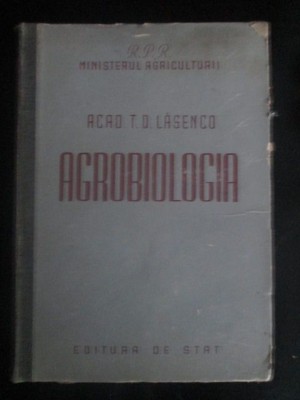 R.P.R.
MINISTERUL AGRICULTURII
ACAD T.D. LÂSENCO
AGROBIOLOGIA
EDITURA DE STAT